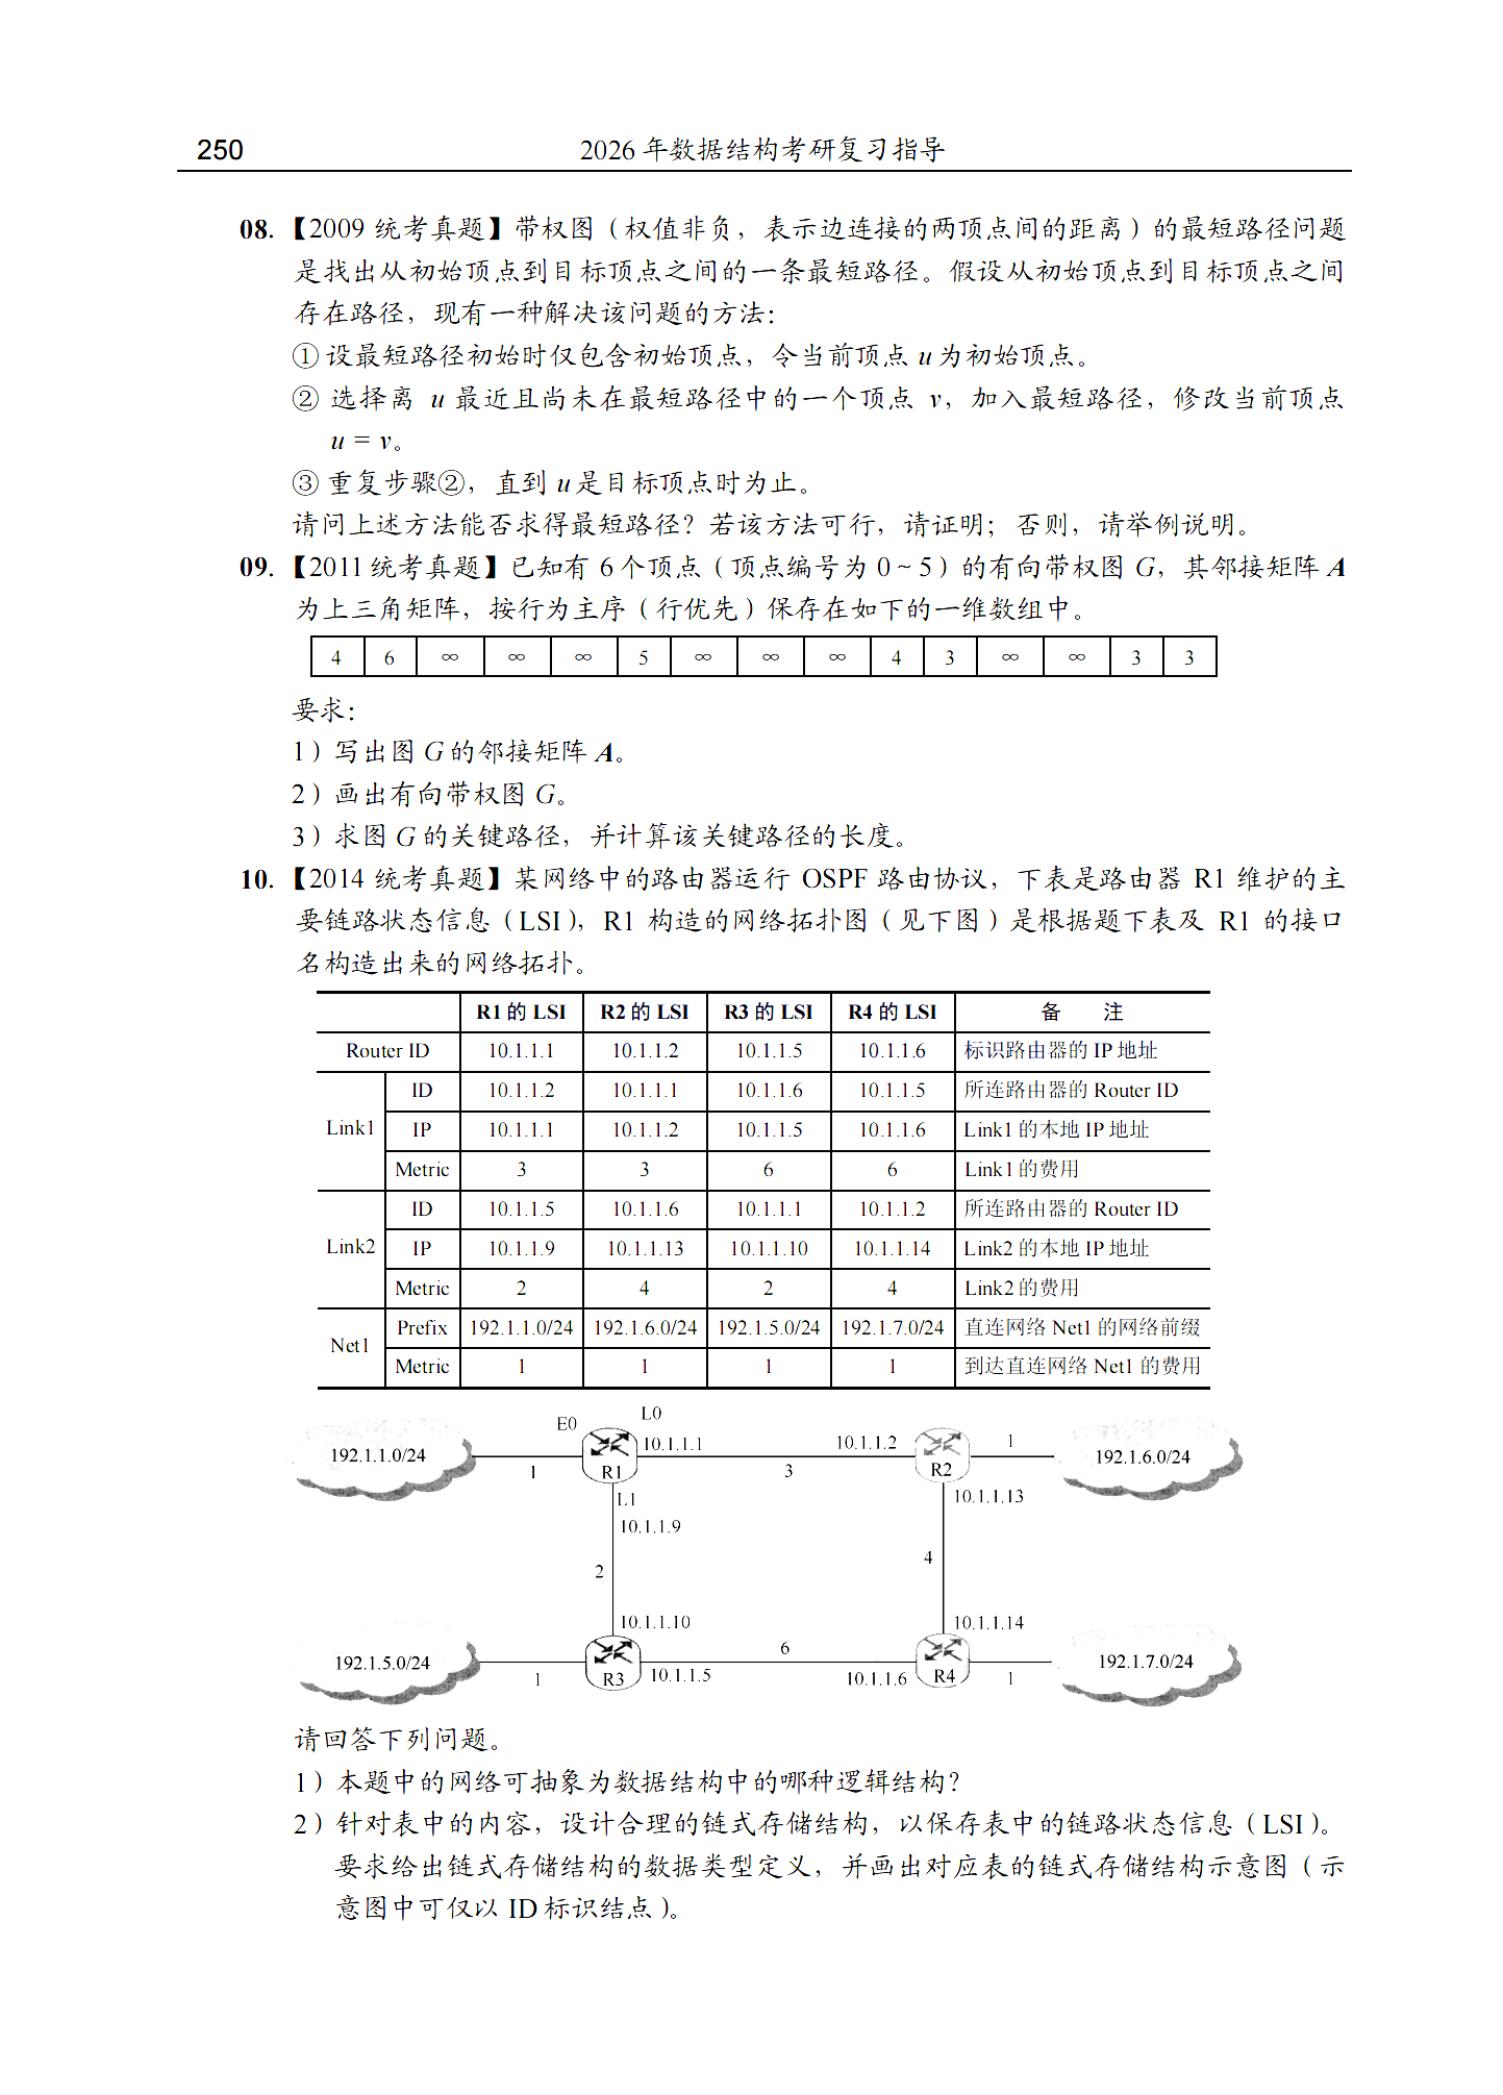 250
2026 年数据结构考研复习指导
08. 【2009 统考真题】带权图（权值非负，表示边连接的两顶点间的距离）的最短路径问题
是找出从初始顶点到目标顶点之间的一条最短路径。假设从初始顶点到目标顶点之间
存在路径，现有一种解决该问题的方法：
① 设最短路径初始时仅包含初始顶点，令当前顶点 u 为初始顶点。
② 选择离 u 最近且尚未在最短路径中的一个顶点 v，加入最短路径，修改当前顶点
u = v。
③ 重复步骤②，直到 u 是目标顶点时为止。
请问上述方法能否求得最短路径？若该方法可行，请证明；否则，请举例说明。
09. 【2011 统考真题】已知有 6 个顶点（顶点编号为 0 ~ 5）的有向带权图 G，其邻接矩阵 A
为上三角矩阵，按行为主序（行优先）保存在如下的一维数组中。
4 6 ∞ ∞ ∞ 5 ∞ ∞ ∞ 4 3 ∞ ∞ 3 3
要求：
1）写出图 G 的邻接矩阵 A。
2）画出有向带权图 G。
3）求图 G 的关键路径，并计算该关键路径的长度。
10. 【2014 统考真题】某网络中的路由器运行 OSPF 路由协议，下表是路由器 R1 维护的主
要链路状态信息（LSI），R1 构造的网络拓扑图（见下图）是根据题下表及 R1 的接口
名构造出来的网络拓扑。
R1 的 LSI R2 的 LSI R3 的 LSI R4 的 LSI 备 注
Router ID 10.1.1.1 10.1.1.2 10.1.1.5 10.1.1.6 标识路由器的 IP 地址
ID 10.1.1.2 10.1.1.1 10.1.1.6 10.1.1.5 所连路由器的 Router ID
Link1 IP 10.1.1.1 10.1.1.2 10.1.1.5 10.1.1.6 Link1 的本地 IP 地址
Metric 3 3 6 6 Link1 的费用
ID 10.1.1.5 10.1.1.6 10.1.1.1 10.1.1.2 所连路由器的 Router ID
Link2 IP 10.1.1.9 10.1.1.13 10.1.1.10 10.1.1.14 Link2 的本地 IP 地址
Metric 2 4 2 4 Link2 的费用
Net1 Prefix 192.1.1.0/24 192.1.6.0/24 192.1.5.0/24 192.1.7.0/24 直连网络 Net1 的网络前缀
Metric 1 1 1 1 到达直连网络 Net1 的费用
E0 L0
192.1.1.0/24 10.1.1.1 10.1.1.2 1 192.1.6.0/24
1 R1 3 R2
L1 10.1.1.13
10.1.1.9
2 4
10.1.1.10 10.1.1.14
192.1.5.0/24 6 192.1.7.0/24
1 R3 10.1.1.5 10.1.1.6 R4 1
请回答下列问题。
1）本题中的网络可抽象为数据结构中的哪种逻辑结构？
2）针对表中的内容，设计合理的链式存储结构，以保存表中的链路状态信息（LSI）。
要求给出链式存储结构的数据类型定义，并画出对应表的链式存储结构示意图（示
意图中可仅以 ID 标识结点）。